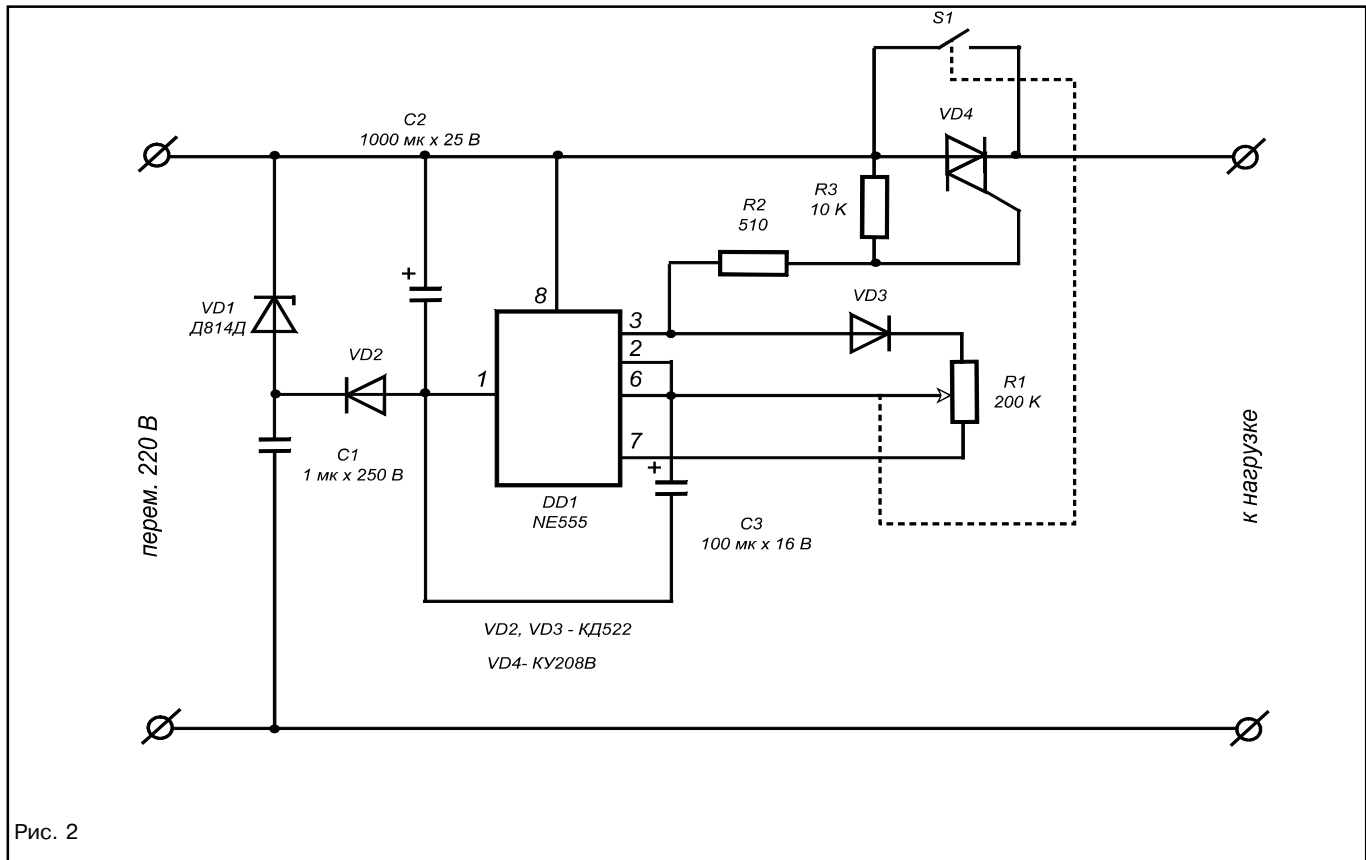 S1
C2
1000 мк x 25 В
VD4
R3
10 K
R2
510
+
8
VD1
Д814Д
VD2
3
VD3
2
1
6
R1
200 K
7
+
C1
1 мк x 250 В
DD1
NE555
C3
100 мк x 16 В
перем. 220 В
к нагрузке
VD2, VD3 - КД522
VD4- КУ208В
Рис. 2